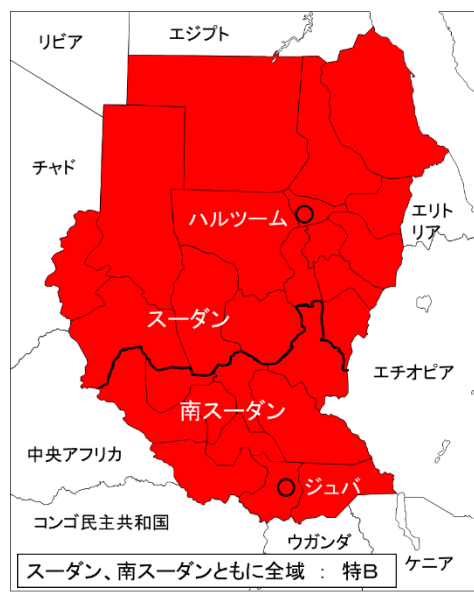 リビア
エジプト
チャド
ハルツーム
エリト
リア
スーダン
エチオピア
南スーダン
中央アフリカ
ジュバ
コンゴ民主共和国
ウガンダ
ケニア
スーダン、南スーダンともに全域 : 特B